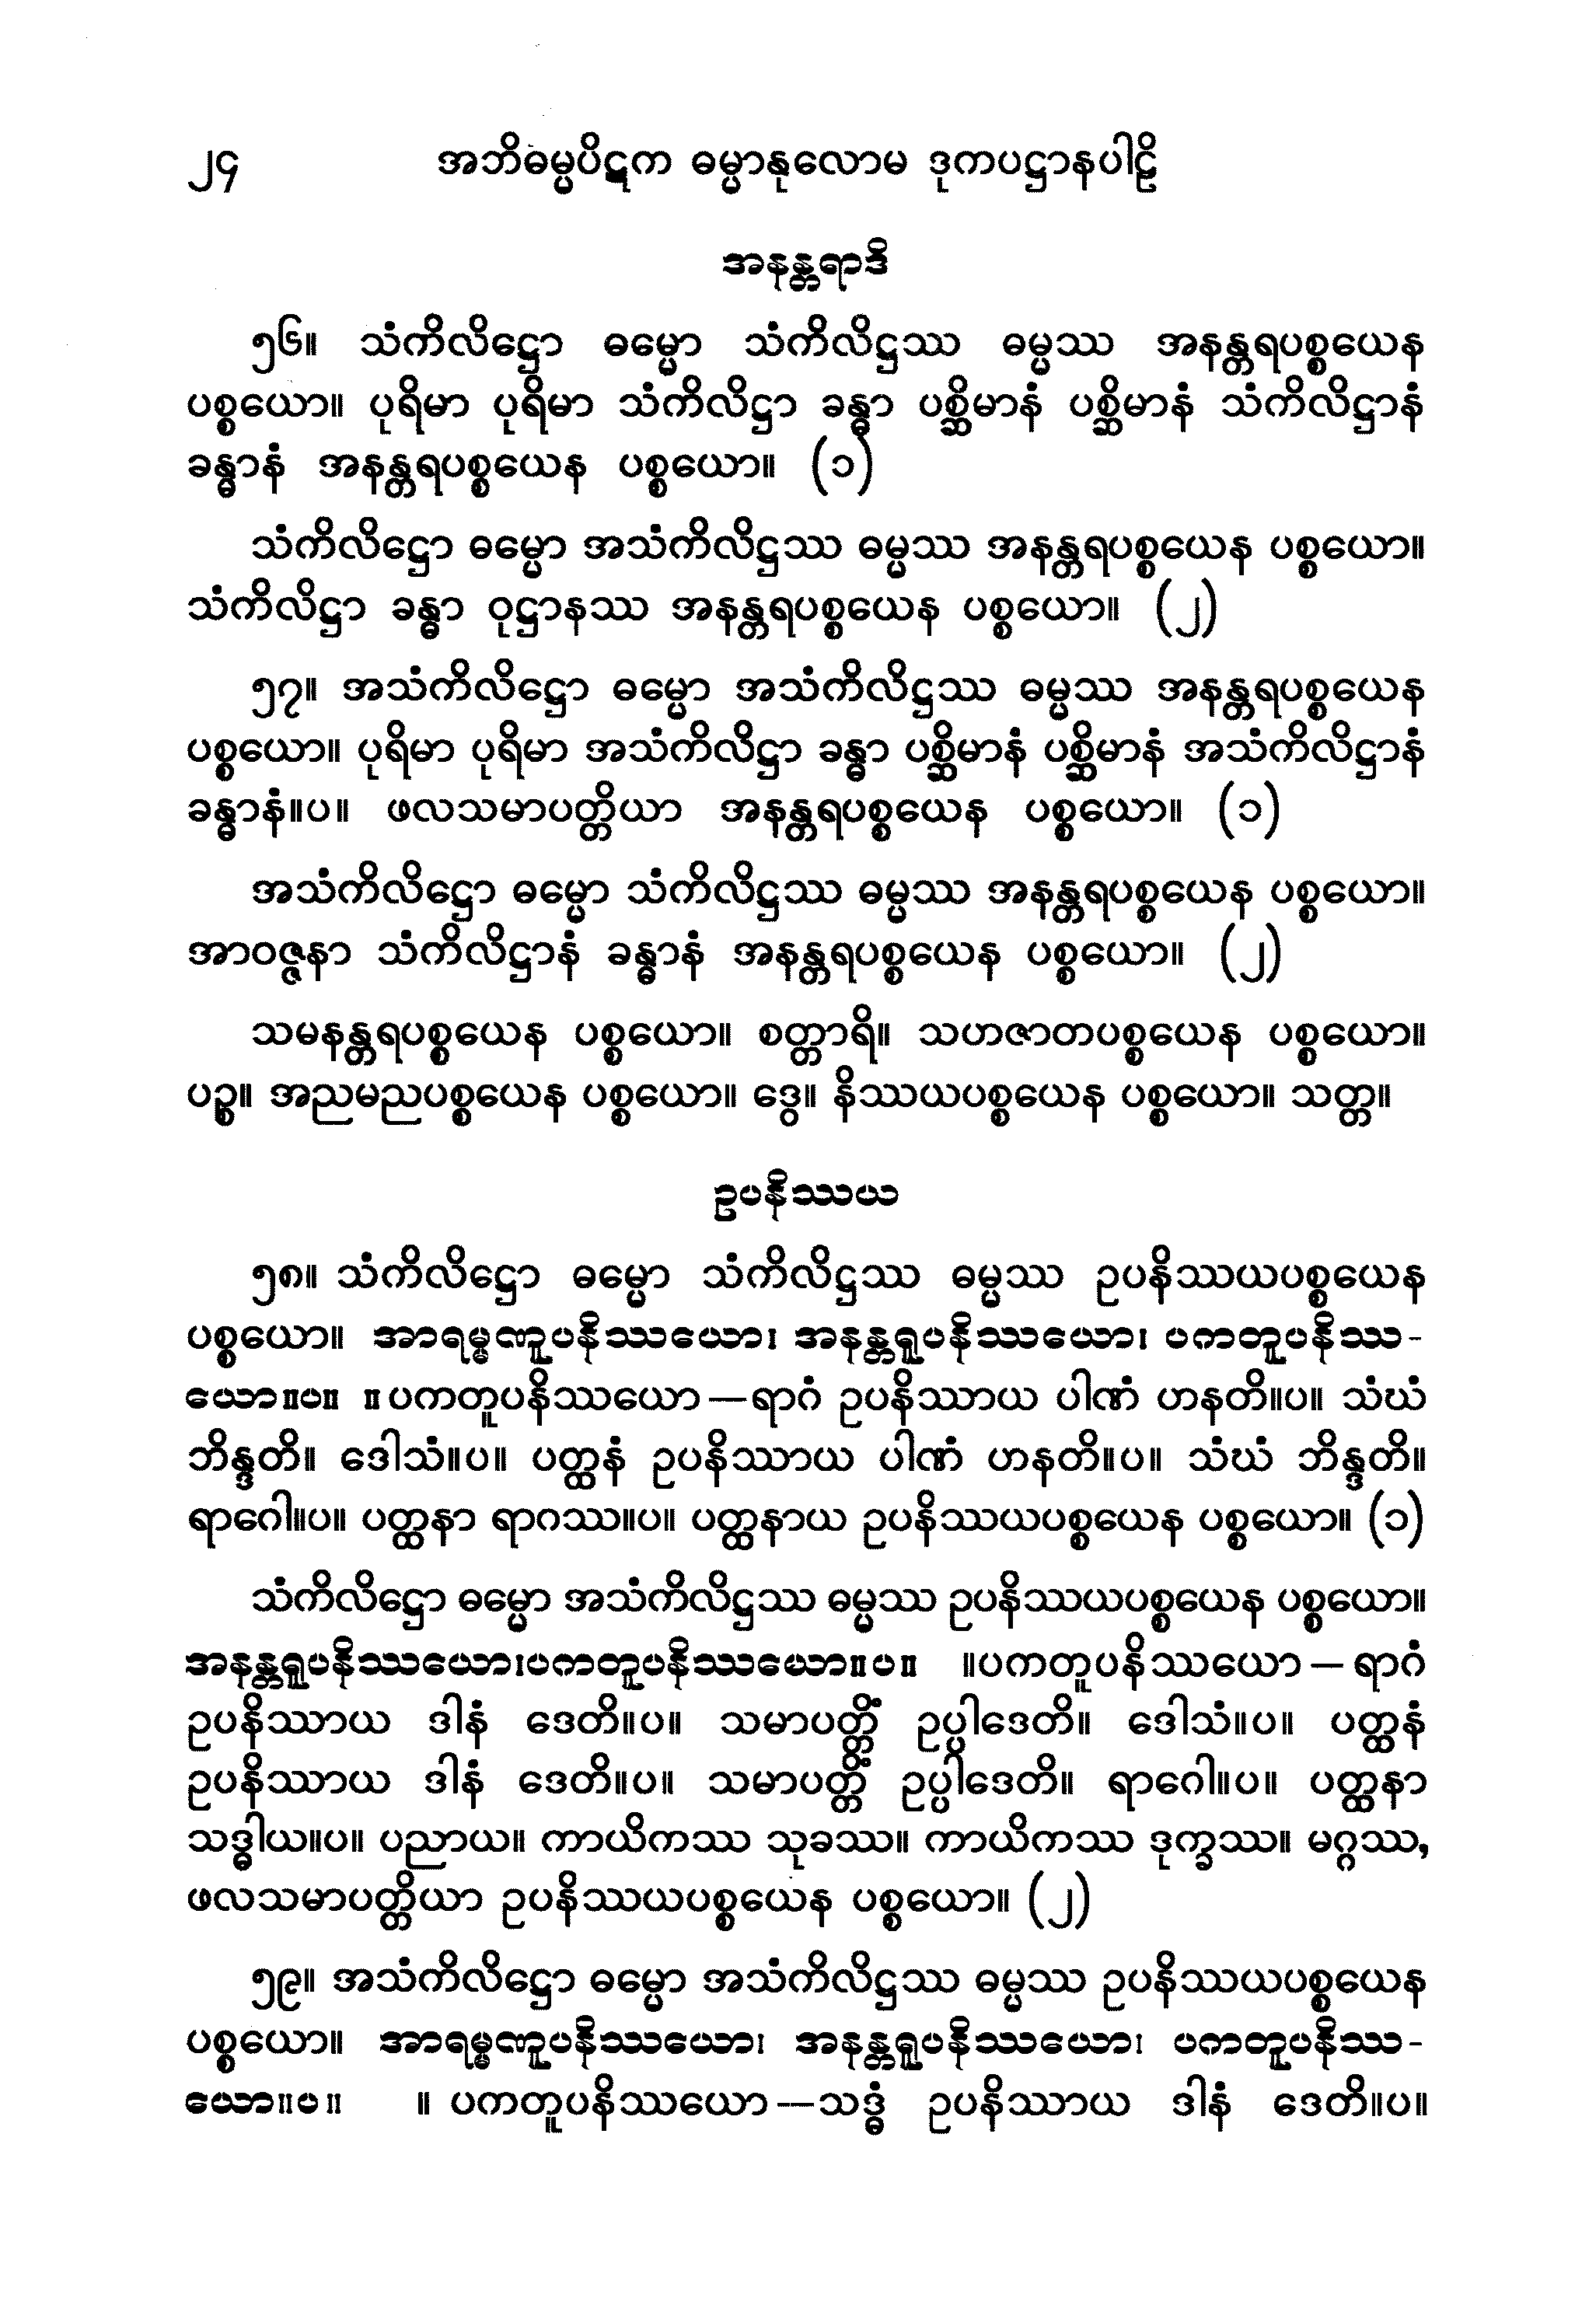 ၂၄ အဘိဓမ္မပိဋက ဓမ္မာနုလောမ ဒုကပဋ္ဌာနပါဠိ
အနန္တရာဒိ
၅၆။ သံကိလိဋ္ဌော ဓမ္မော သံကိလိဋ္ဌဿ ဓမ္မဿ အနန္တရပစ္စယေန
ပစ္စယော။ ပုရိမာ ပုရိမာ သံကိလိဋ္ဌာ ခန္ဓာ ပစ္ဆိမာနံ ပစ္ဆိမာနံ သံကိလိဋ္ဌာနံ
ခန္ဓာနံ အနန္တရပစ္စယေန ပစ္စယော။ (၁)
သံကိလိဋ္ဌော ဓမ္မော အသံကိလိဋ္ဌဿ ဓမ္မဿ အနန္တရပစ္စယေန ပစ္စယော။
သံကိလိဋ္ဌာ ခန္ဓာ ဝုဋ္ဌာနဿ အနန္တရပစ္စယေန ပစ္စယော။ (၂)
၅၇။ အသံကိလိဋ္ဌော ဓမ္မော အသံကိလိဋ္ဌဿ ဓမ္မဿ အနန္တရပစ္စယေန
ပစ္စယော။ ပုရိမာ ပုရိမာ အသံကိလိဋ္ဌာ ခန္ဓာ ပစ္ဆိမာနံ ပစ္ဆိမာနံ အသံကိလိဋ္ဌာနံ
ခန္ဓာနံ။ပ။ ဖလသမာပတ္တိယာ အနန္တရပစ္စယေန ပစ္စယော။ (၁)
အသံကိလိဋ္ဌော ဓမ္မော သံကိလိဋ္ဌဿ ဓမ္မဿ အနန္တရပစ္စယေန ပစ္စယော။
အာဝဇ္ဇနာ သံကိလိဋ္ဌာနံ ခန္ဓာနံ အနန္တရပစ္စယေန ပစ္စယော။ (၂)
သမနန္တရပစ္စယေန ပစ္စယော။ စတ္တာရိ။ သဟဇာတပစ္စယေန ပစ္စယော။
ပဉ္စ။ အညမညပစ္စယေန ပစ္စယော။ ဒွေ။ နိဿယပစ္စယေန ပစ္စယော။ သတ္တ။
ဥပနိဿယ
၅၈။ သံကိလိဋ္ဌော ဓမ္မော သံကိလိဋ္ဌဿ ဓမ္မဿ ဥပနိဿယပစ္စယေန
ပစ္စယော။ အာရမ္မဏူပနိဿယော၊ အနန္တရူပနိဿယော၊ ပကတူပနိဿ-
ယော။ပ။ ။ပကတူပနိဿယော—ရာဂံ ဥပနိဿာယ ပါဏံ ဟနတိ။ပ။ သံဃံ
ဘိန္ဒတိ။ ဒေါသံ။ပ။ ပတ္ထနံ ဥပနိဿာယ ပါဏံ ဟနတိ။ပ။ သံဃံ ဘိန္ဒတိ။
ရာဂေါ။ပ။ ပတ္ထနာ ရာဂဿ။ပ။ ပတ္ထနာယ ဥပနိဿယပစ္စယေန ပစ္စယော။ (၁)
သံကိလိဋ္ဌော ဓမ္မော အသံကိလိဋ္ဌဿ ဓမ္မဿ ဥပနိဿယပစ္စယေန ပစ္စယော။
အနန္တရူပနိဿယော၊ပကတူပနိဿယော။ပ။ ။ပကတူပနိဿယော—ရာဂံ
ဥပနိဿာယ ဒါနံ ဒေတိ။ပ။ သမာပတ္တိံ ဥပ္ပါဒေတိ။ ဒေါသံ။ပ။ ပတ္ထနံ
ဥပနိဿာယ ဒါနံ ဒေတိ။ပ။ သမာပတ္တိံ ဥပ္ပါဒေတိ။ ရာဂေါ။ပ။ ပတ္ထနာ
သဒ္ဓါယ။ပ။ ပညာယ။ ကာယိကဿ သုခဿ။ ကာယိကဿ ဒုက္ခဿ။ မဂ္ဂဿ,
ဖလသမာပတ္တိယာ ဥပနိဿယပစ္စယေန ပစ္စယော။ (၂)
၅၉။ အသံကိလိဋ္ဌော ဓမ္မော အသံကိလိဋ္ဌဿ ဓမ္မဿ ဥပနိဿယပစ္စယေန
ပစ္စယော။ အာရမ္မဏူပနိဿယော၊ အနန္တရူပနိဿယော၊ ပကတူပနိဿ-
ယော။ပ။ ။ ပကတူပနိဿယော—သဒ္ဓံ ဥပနိဿာယ ဒါနံ ဒေတိ။ပ။